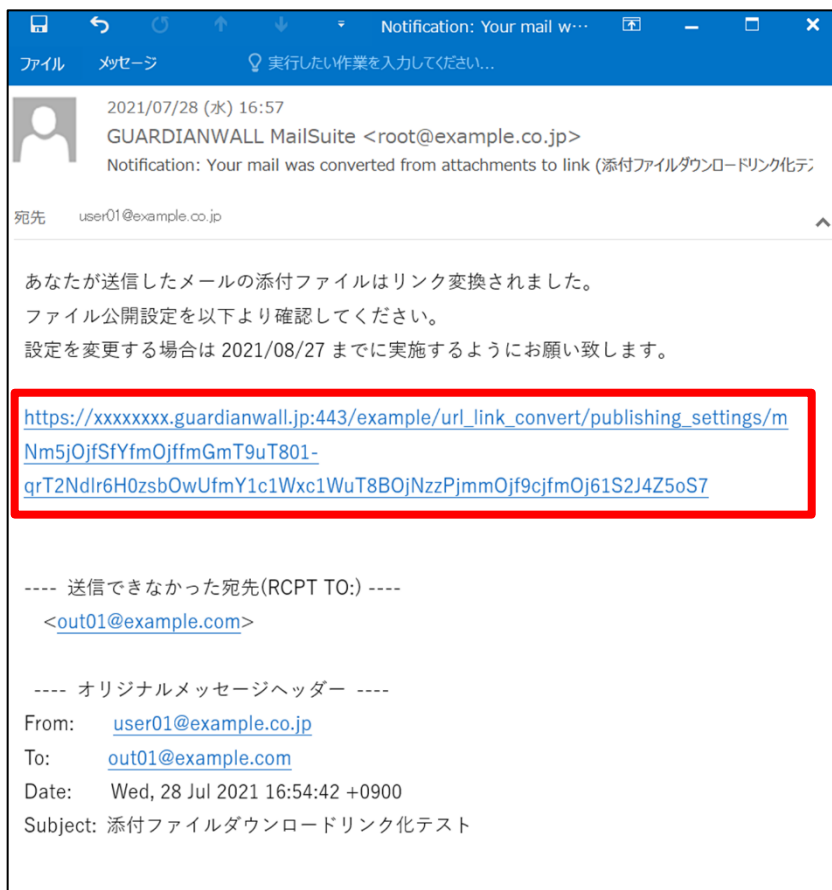 Notification: Your mail w…
ファイル メッセージ 実行したい作業を入力してください...
2021/07/28 (水) 16:57
GUARDIANWALL MailSuite <root@example.co.jp>
Notification: Your mail was converted from attachments to link (添付ファイルダウンロードリンク化テ
宛先 user01@example.co.jp
あなたが送信したメールの添付ファイルはリンク変換されました。
ファイル公開設定を以下より確認してください。
設定を変更する場合は 2021/08/27 までに実施するようにお願い致します。
https://xxxxxxxx.guardianwall.jp:443/example/url_link_convert/publishing_settings/m
Nm5jOjfSfYfmOjffmGmT9uT801-
qrT2Ndlr6H0zsbOwUfmY1c1Wxc1WuT8BOjNzzPjmmOjf9cjfmOj61S2J4Z5oS7
---- 送信できなかった宛先(RCPT TO:) ----
<out01@example.com>
---- オリジナルメッセージヘッダー ----
From: user01@example.co.jp
To: out01@example.com
Date: Wed, 28 Jul 2021 16:54:42 +0900
Subject: 添付ファイルダウンロードリンク化テスト